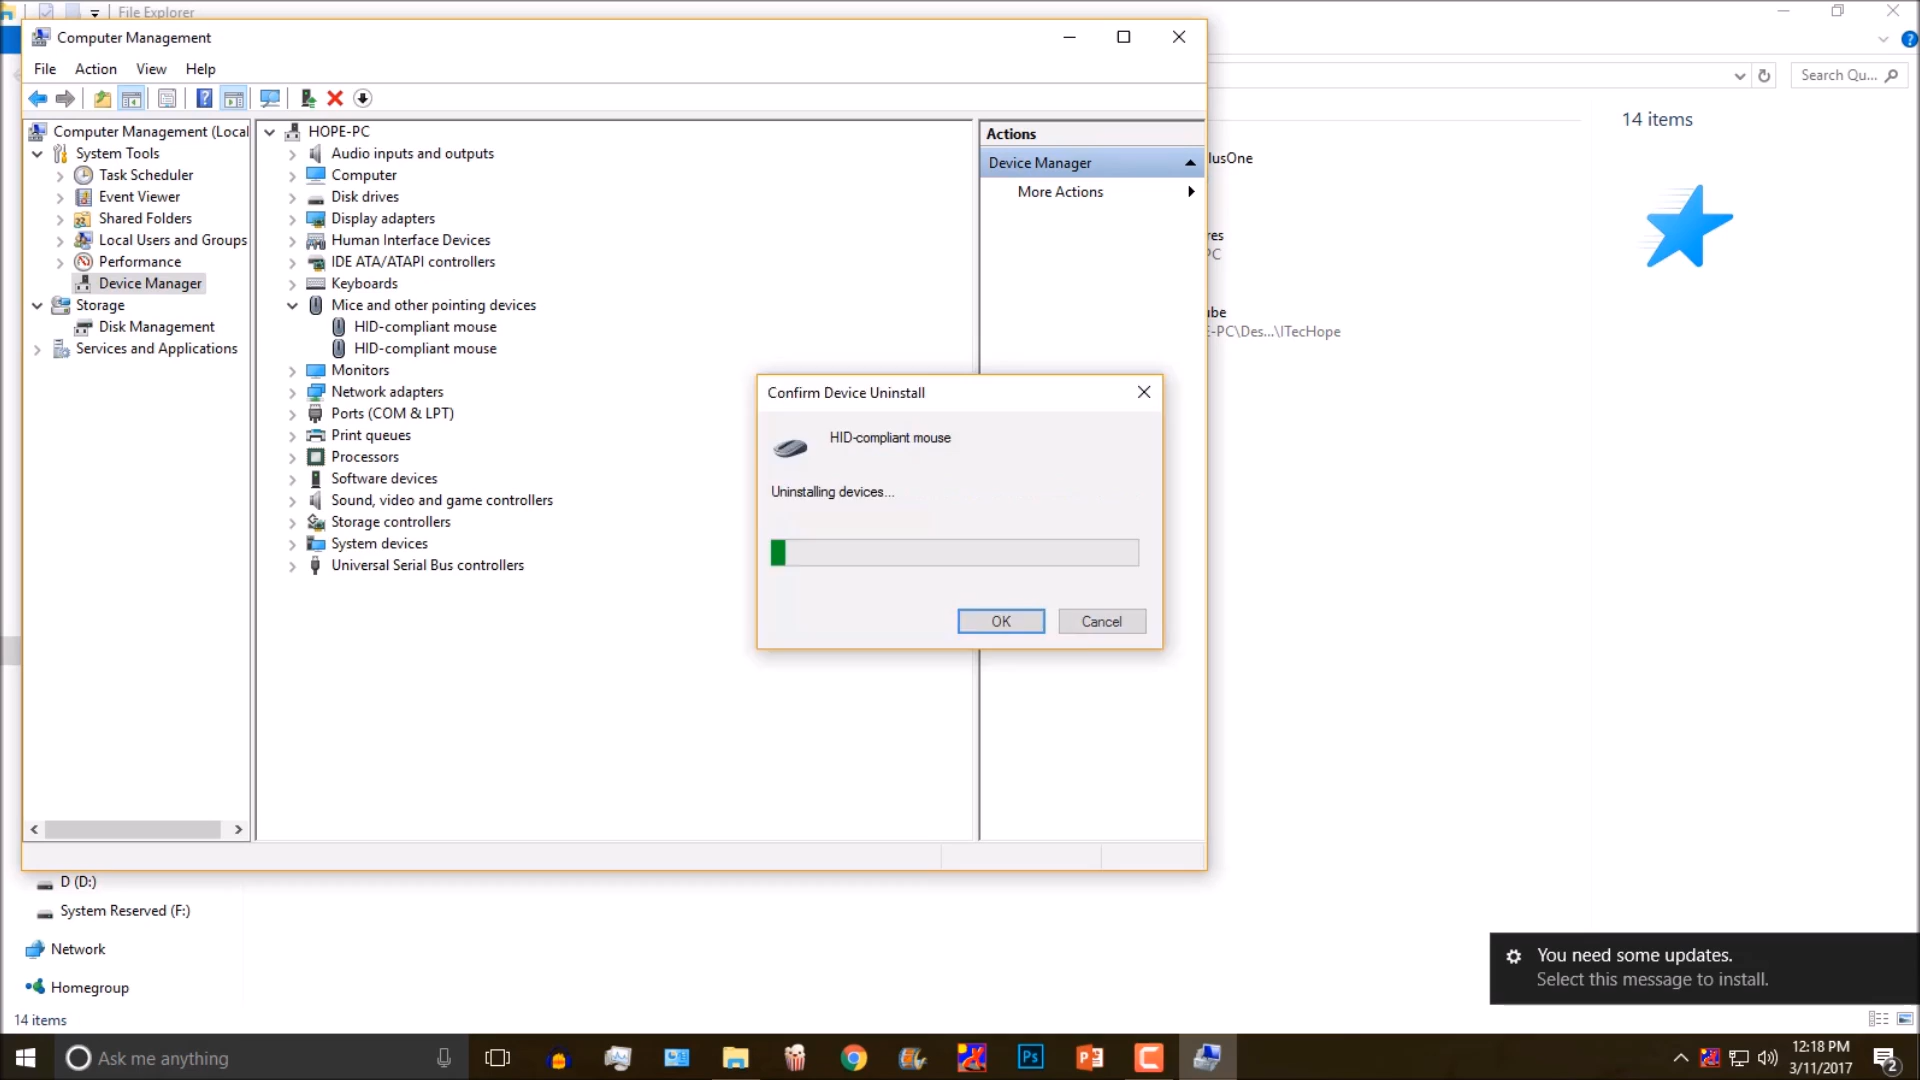 File Explorer
Computer Management
File Action View Help
Search Qu...
Computer Management (Local
System Tools
Task Scheduler
Event Viewer
Shared Folders
Local Users and Groups
Performance
Device Manager
Storage
Disk Management
Services and Applications
HOPE-PC
Audio inputs and outputs
Computer
Disk drives
Display adapters
Human Interface Devices
IDE ATA/ATAPI controllers
Keyboards
Mice and other pointing devices
HID-compliant mouse
HID-compliant mouse
Monitors
Network adapters
Ports (COM & LPT)
Print queues
Processors
Software devices
Sound, video and game controllers
Storage controllers
System devices
Universal Serial Bus controllers
Actions
Device Manager
More Actions
14 items
lusOne
res
PC
ube
E-PC\Des...\ITecHope
Confirm Device Uninstall
HID-compliant mouse
Uninstalling devices...
OK Cancel
D (D:)
System Reserved (F:)
Network
Homegroup
14 items
You need some updates.
Select this message to install.
Ask me anything
Ps
12:18 PM
3/11/2017
2